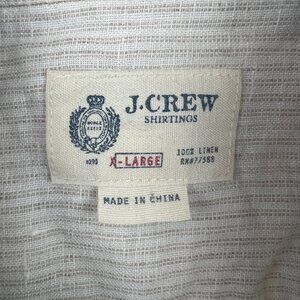 J.CREW
SHIRTINGS
X-LARGE
100% LINEN
RN#77388
MADE IN CHINA